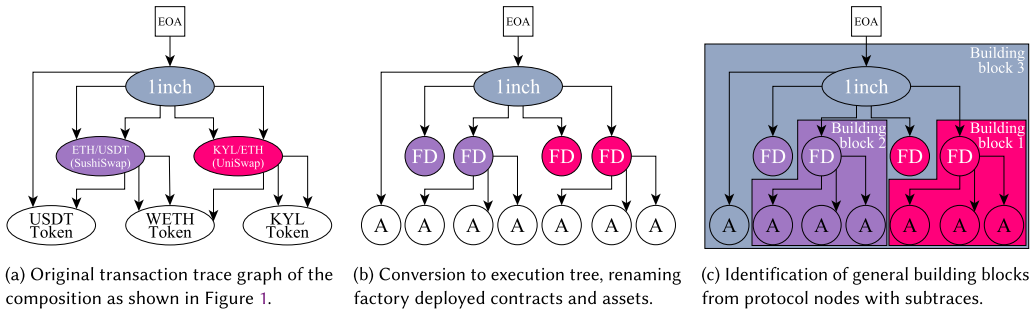 EOA
1inch
ETH/USDT
(SushiSwap)
KYL/ETH
(UniSwap)
USDT
Token
WETH
Token
KYL
Token
(a) Original transaction trace graph of the
composition as shown in Figure 1.
EOA
1inch
FD
FD
FD
FD
A
A
A
A
A
A
A
(b) Conversion to execution tree, renaming
factory deployed contracts and assets.
EOA
Building
block 3
1inch
Building
block 2
Building
block 1
FD
FD
FD
FD
A
A
A
A
A
A
A
(c) Identification of general building blocks
from protocol nodes with subtraces.